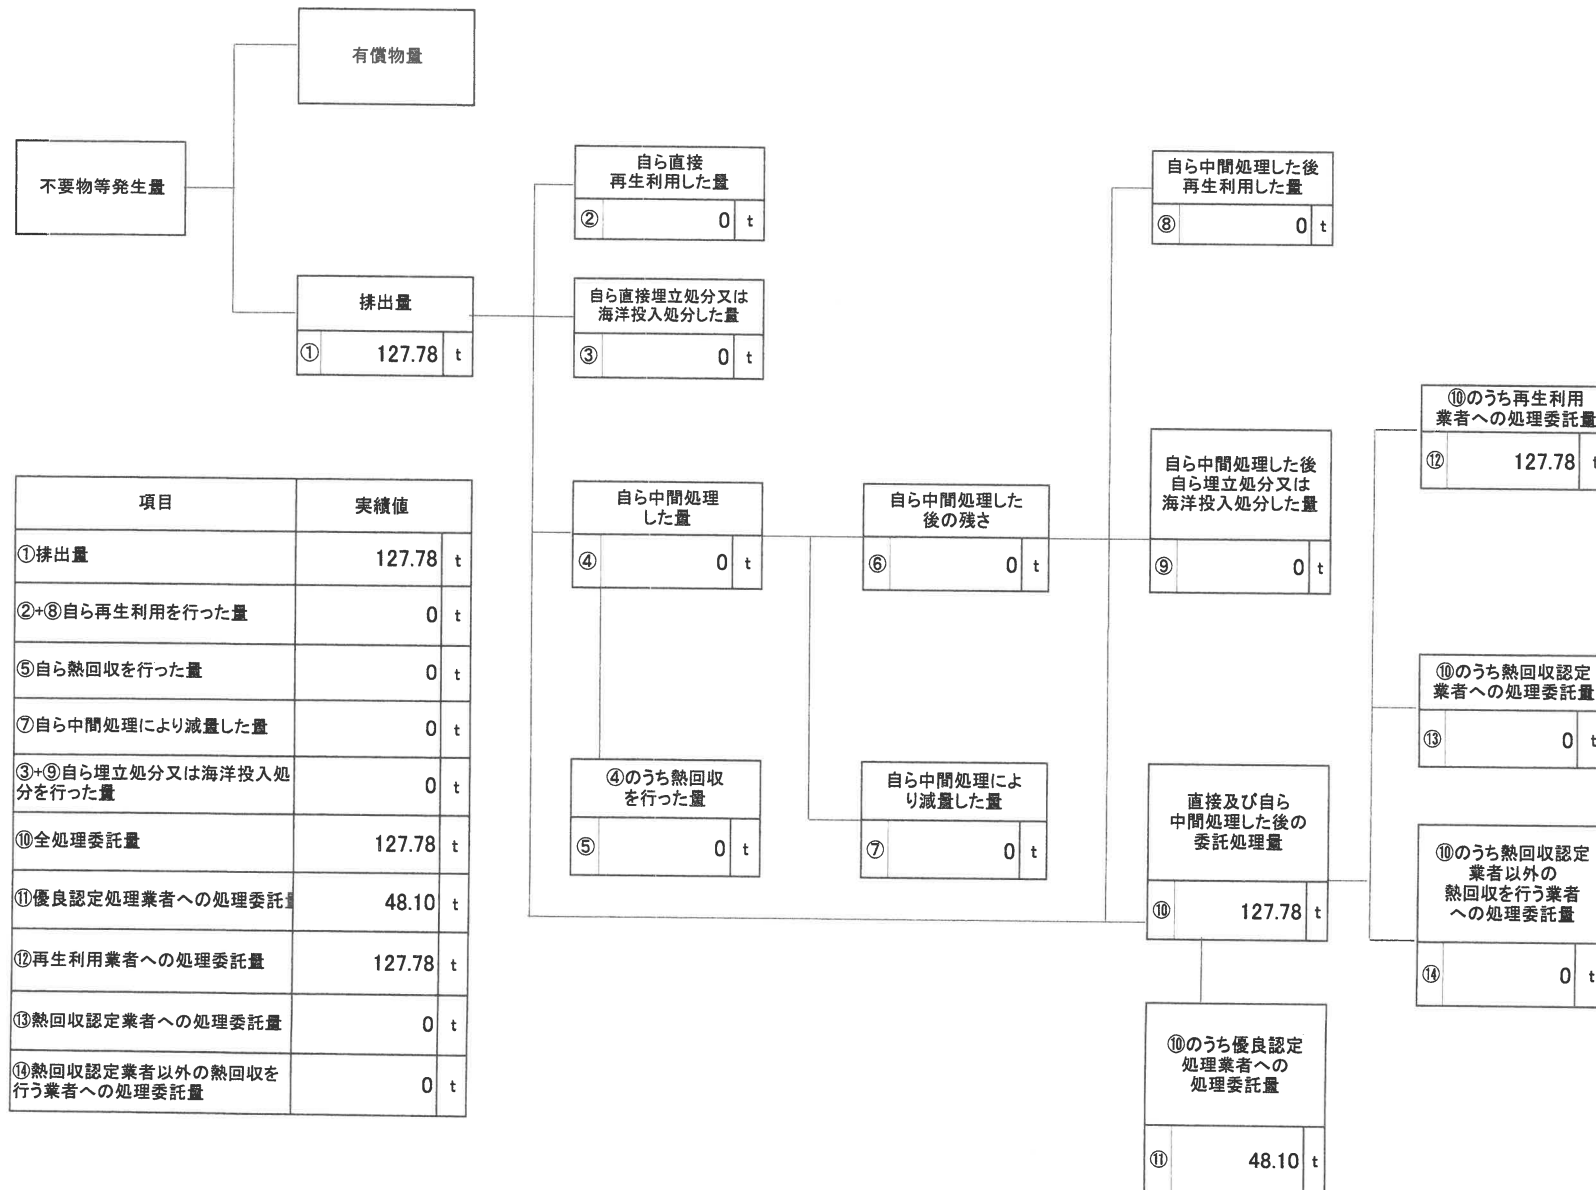 有償物量
不要物等発生量
排出量
① 127.78 t
自ら直接
再生利用した量
② 0 t
自ら直接埋立処分又は
海洋投入処分した量
③ 0 t
自ら中間処理
した量
④ 0 t
④のうち熱回収
を行った量
⑤ 0 t
自ら中間処理した
後の残さ
⑥ 0 t
自ら中間処理によ
り減量した量
⑦ 0 t
自ら中間処理した後
再生利用した量
⑧ 0 t
自ら中間処理した後
自ら埋立処分又は
海洋投入処分した量
⑨ 0 t
直接及び自ら
中間処理した後の
委託処理量
⑩ 127.78 t
⑩のうち優良認定
処理業者への
処理委託量
⑪ 48.10 t
⑩のうち再生利用
業者への処理委託量
⑫ 127.78 t
⑩のうち熱回収認定
業者への処理委託量
⑬ 0 t
⑩のうち熱回収認定
業者以外の
熱回収を行う業者
への処理委託量
⑭ 0 t
項目 実績値
①排出量 127.78 t
②+⑧自ら再生利用を行った量 0 t
⑤自ら熱回収を行った量 0 t
⑦自ら中間処理により減量した量 0 t
③+⑨自ら埋立処分又は海洋投入処
分を行った量 0 t
⑩全処理委託量 127.78 t
⑪優良認定処理業者への処理委託量 48.10 t
⑫再生利用業者への処理委託量 127.78 t
⑬熱回収認定業者への処理委託量 0 t
⑭熱回収認定業者以外の熱回収を
行う業者への処理委託量 0 t